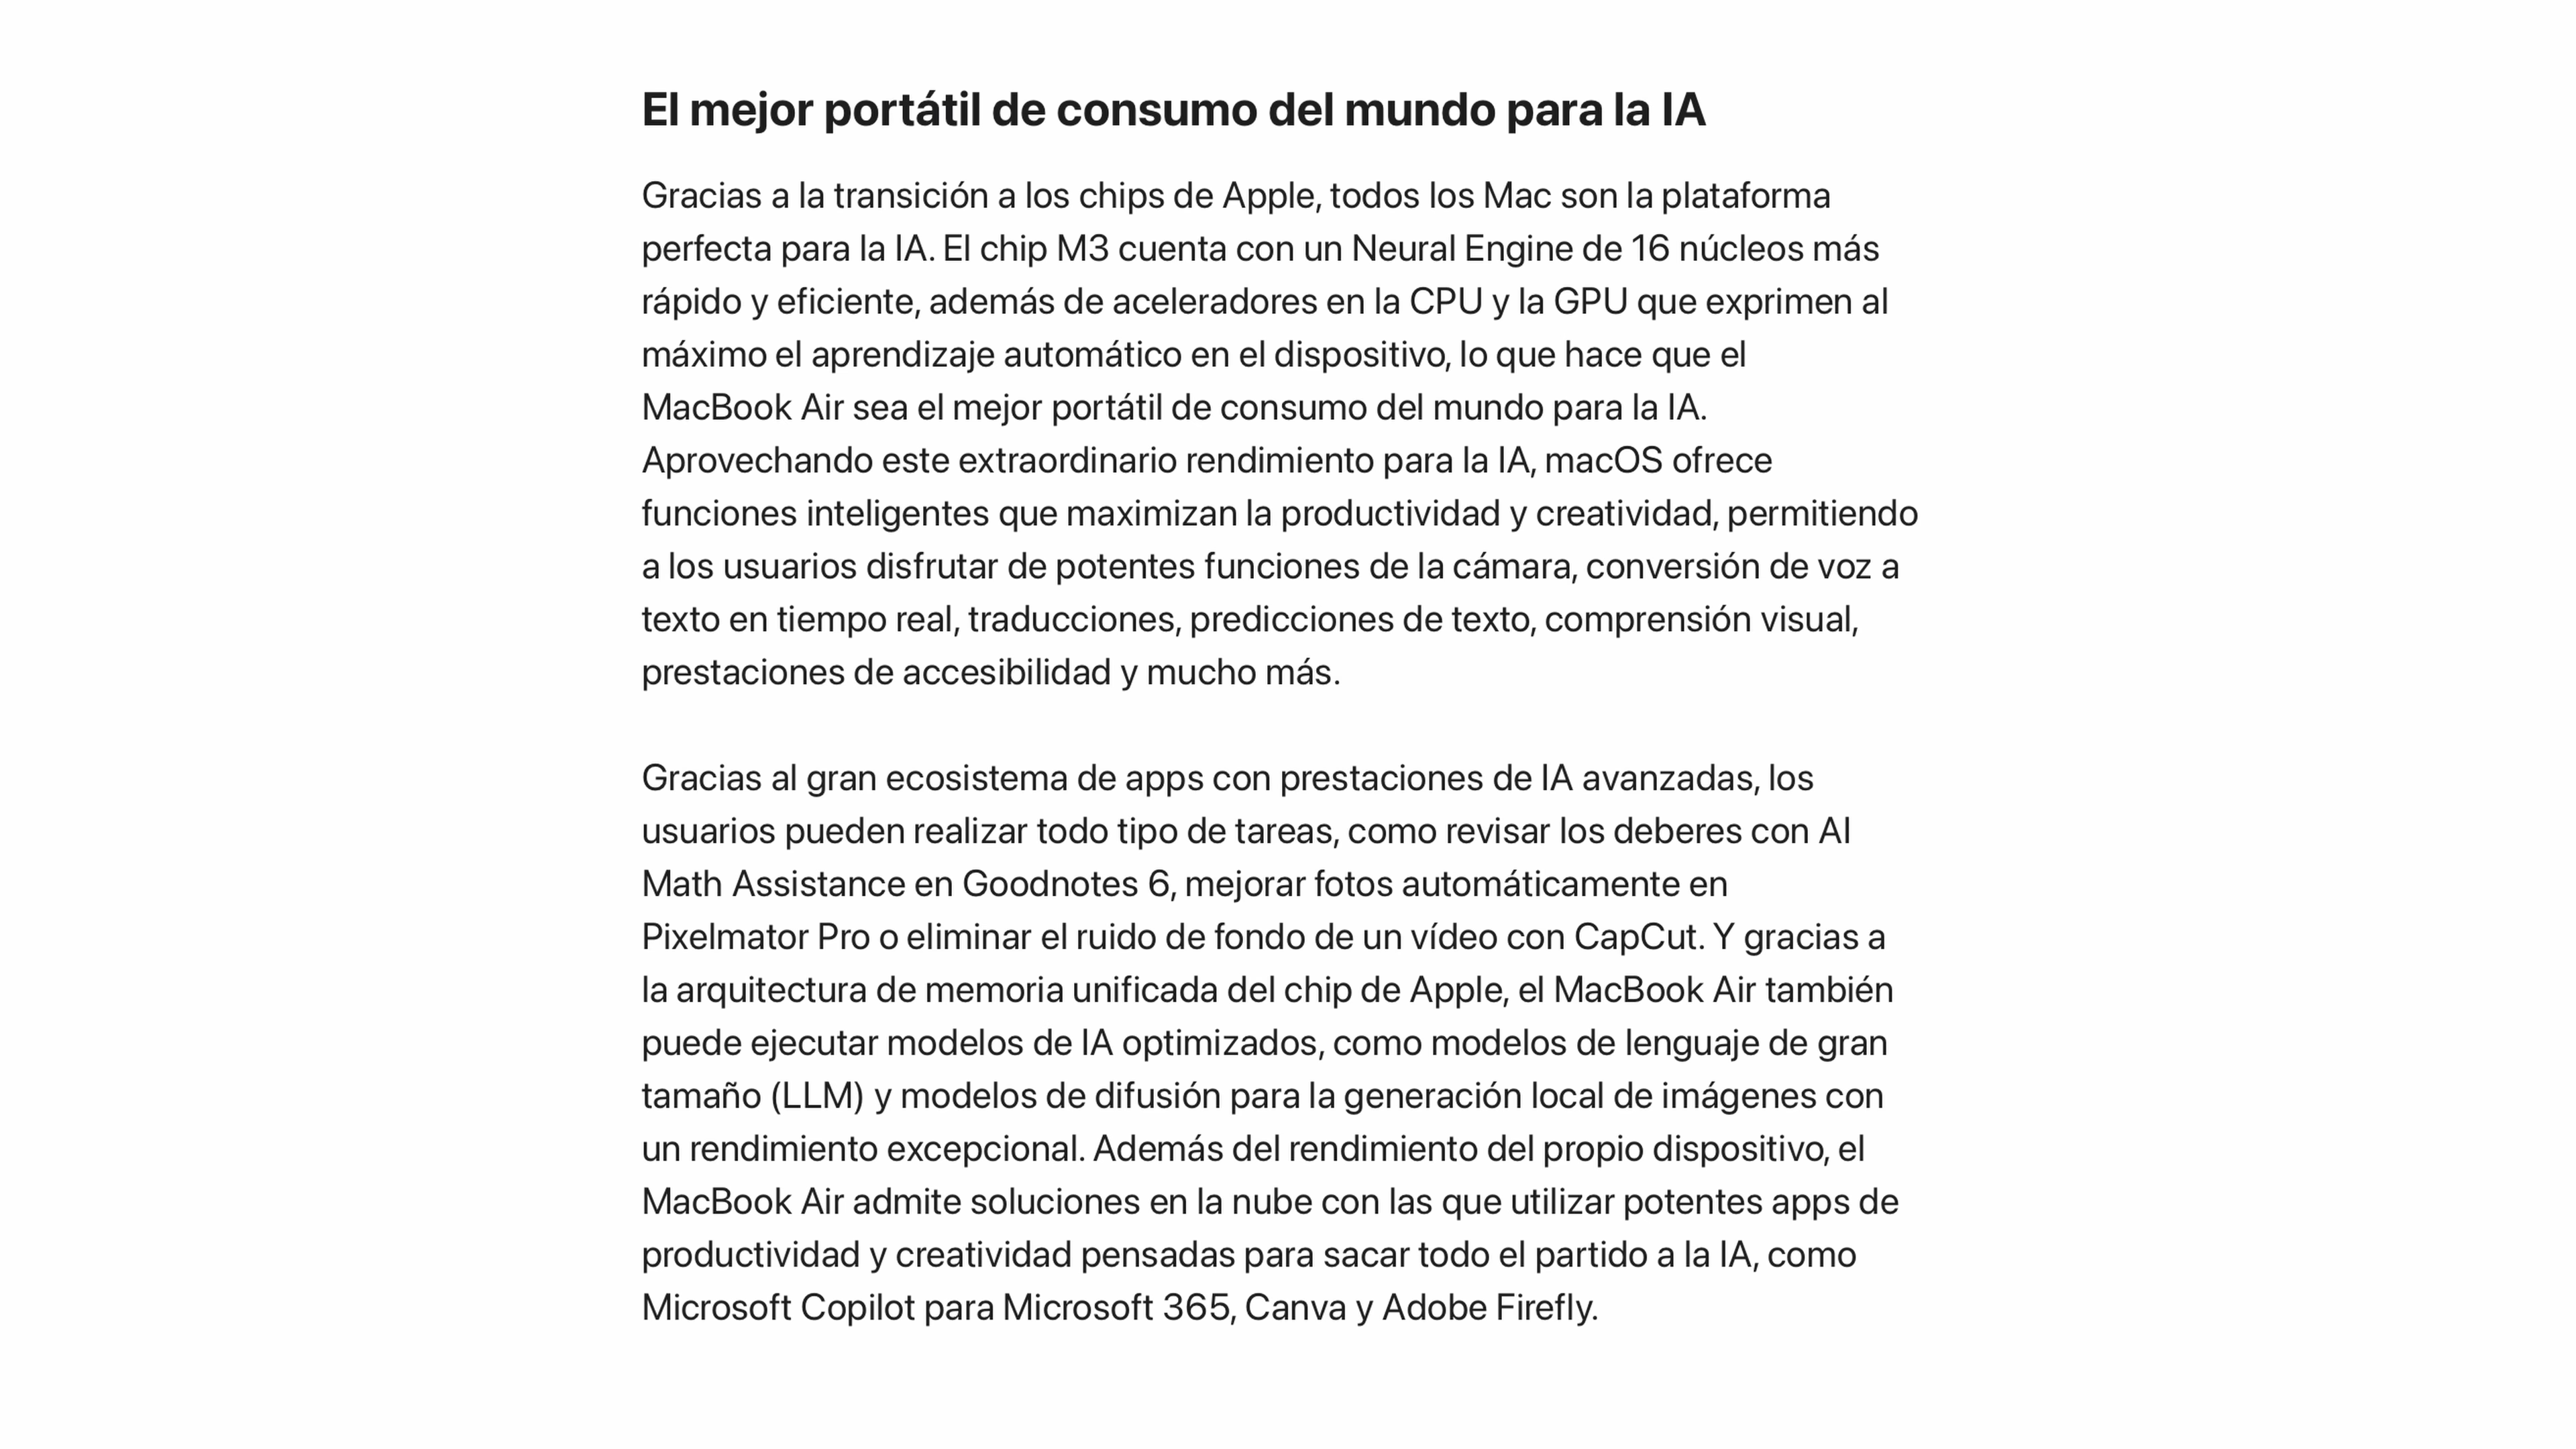 El mejor portátil de consumo del mundo para la IA
Gracias a la transición a los chips de Apple, todos los Mac son la plataforma
perfecta para la IA. El chip M3 cuenta con un Neural Engine de 16 núcleos más
rápido y eficiente, además de aceleradores en la CPU y la GPU que exprimen al
máximo el aprendizaje automático en el dispositivo, lo que hace que el
MacBook Air sea el mejor portátil de consumo del mundo para la IA.
Aprovechando este extraordinario rendimiento para la IA, macOS ofrece
funciones inteligentes que maximizan la productividad y creatividad, permitiendo
a los usuarios disfrutar de potentes funciones de la cámara, conversión de voz a
texto en tiempo real, traducciones, predicciones de texto, comprensión visual,
prestaciones de accesibilidad y mucho más.
Gracias al gran ecosistema de apps con prestaciones de IA avanzadas, los
usuarios pueden realizar todo tipo de tareas, como revisar los deberes con AI
Math Assistance en Goodnotes 6, mejorar fotos automáticamente en
Pixelmator Pro o eliminar el ruido de fondo de un vídeo con CapCut. Y gracias a
la arquitectura de memoria unificada del chip de Apple, el MacBook Air también
puede ejecutar modelos de IA optimizados, como modelos de lenguaje de gran
tamaño (LLM) y modelos de difusión para la generación local de imágenes con
un rendimiento excepcional. Además del rendimiento del propio dispositivo, el
MacBook Air admite soluciones en la nube con las que utilizar potentes apps de
productividad y creatividad pensadas para sacar todo el partido a la IA, como
Microsoft Copilot para Microsoft 365, Canva y Adobe Firefly.